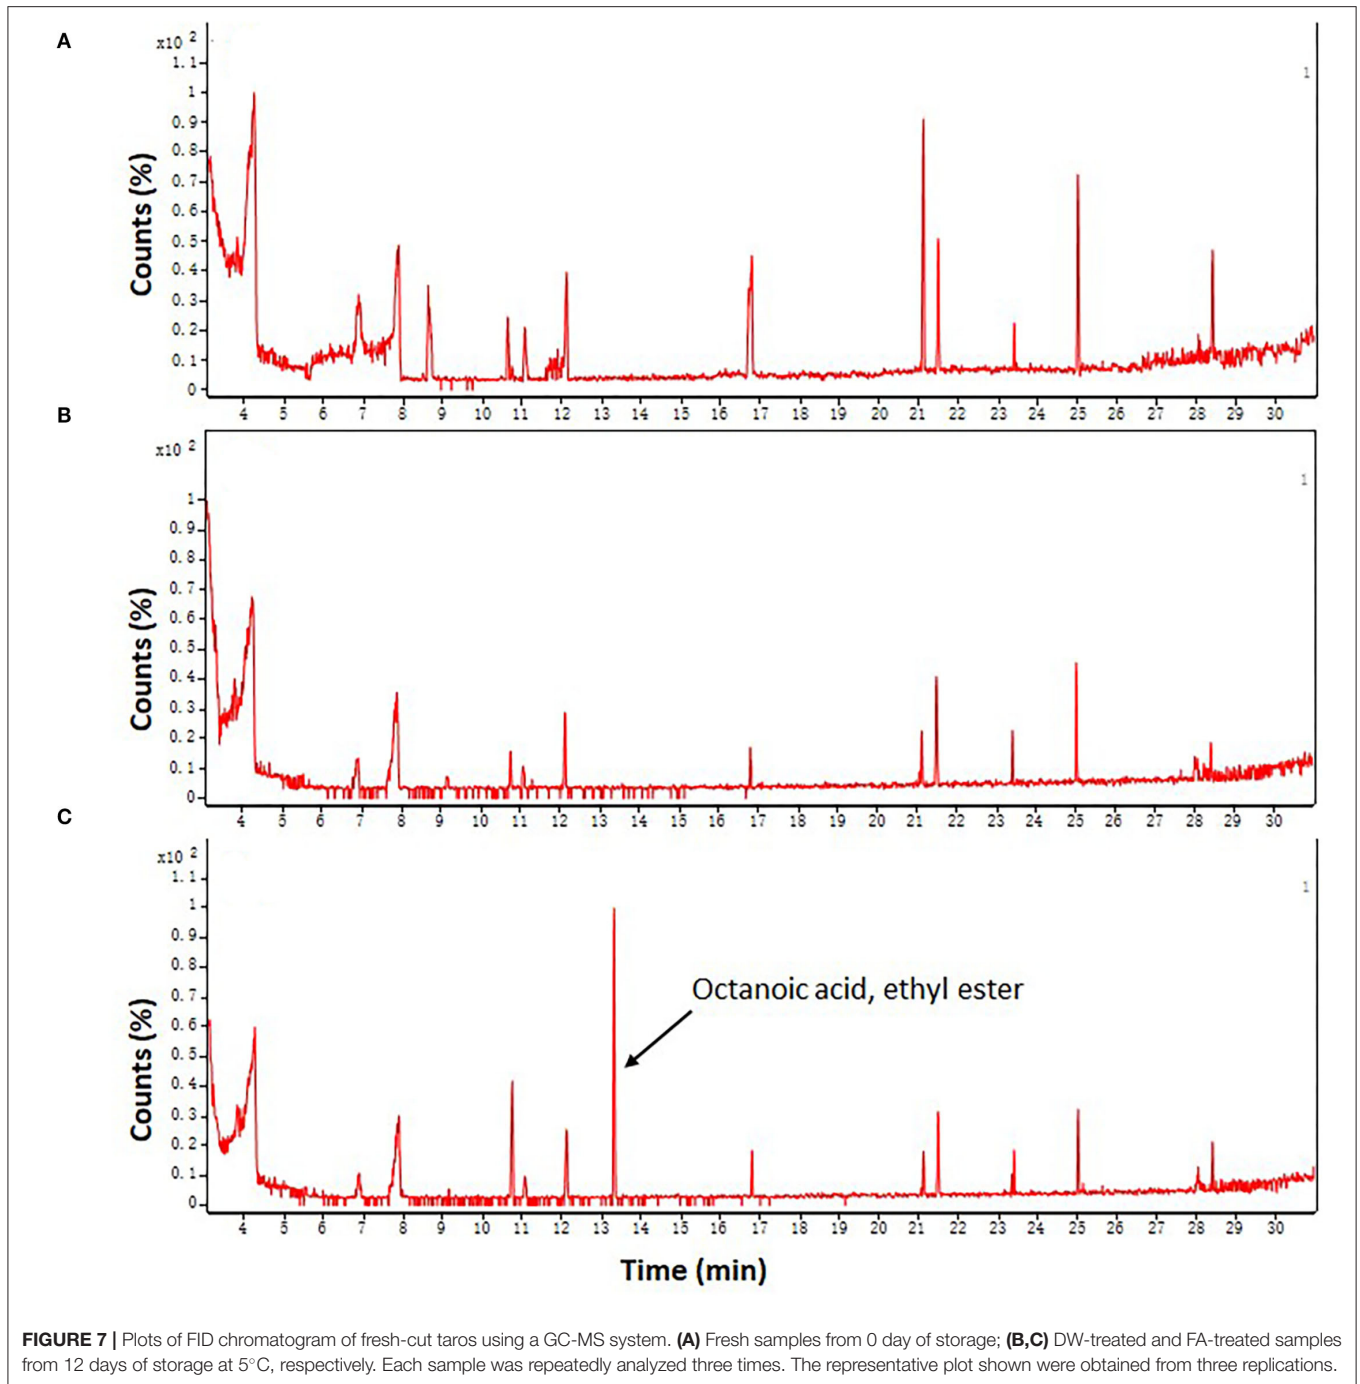 A
x10 2
1
1.1
1
0.9
0.8
0.7
0.6
0.5
0.4
0.3
0.2
0.1
0
Counts (%)
4 5 6 7 8 9 10 11 12 13 14 15 16 17 18 19 20 21 22 23 24 25 26 27 28 29 30
B
x10 2
1
1
0.9
0.8
0.7
0.6
0.5
0.4
0.3
0.2
0.1
0
Counts (%)
4 5 6 7 8 9 10 11 12 13 14 15 16 17 18 19 20 21 22 23 24 25 26 27 28 29 30
C
x10 2
1
1.1
1
0.9
0.8
0.7
0.6
0.5
0.4
0.3
0.2
0.1
0
Counts (%)
Octanoic acid, ethyl ester
4 5 6 7 8 9 10 11 12 13 14 15 16 17 18 19 20 21 22 23 24 25 26 27 28 29 30
Time (min)
FIGURE 7 | Plots of FID chromatogram of fresh-cut taros using a GC-MS system. (A) Fresh samples from 0 day of storage; (B,C) DW-treated and FA-treated samples
from 12 days of storage at 5°C, respectively. Each sample was repeatedly analyzed three times. The representative plot shown were obtained from three replications.